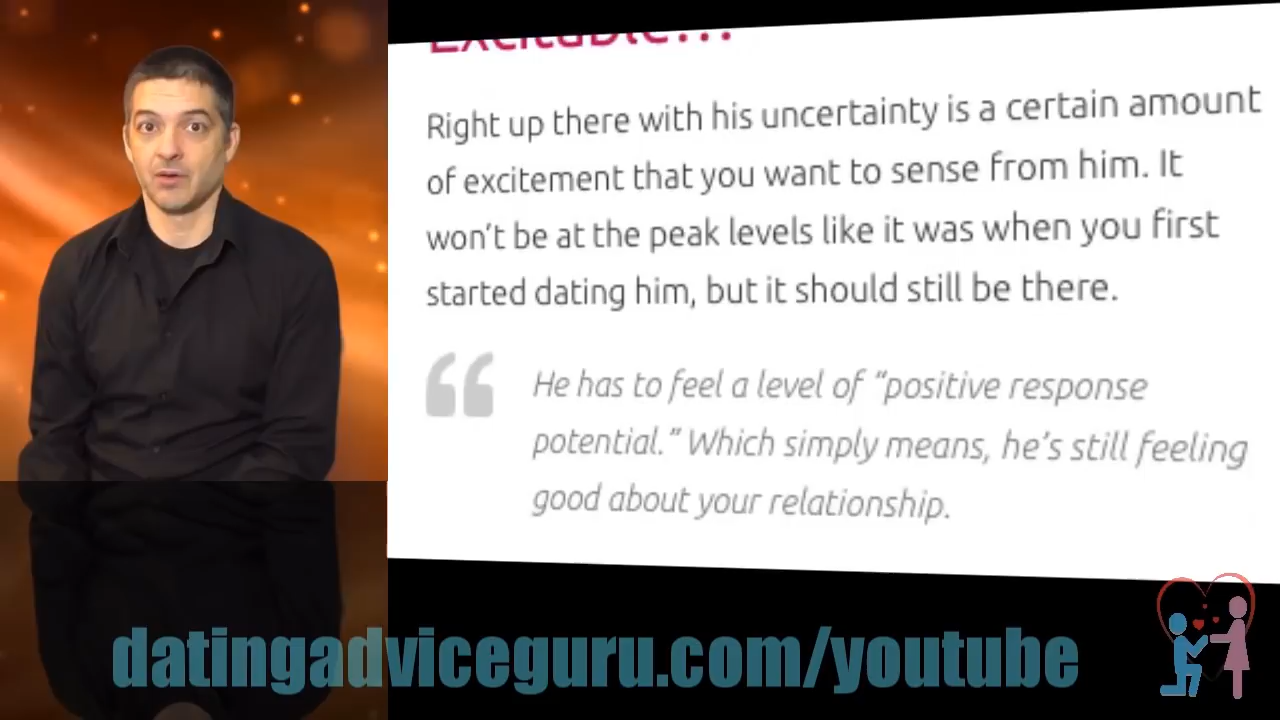 Excitable...
Right up there with his uncertainty is a certain amount
of excitement that you want to sense from him. It
won't be at the peak levels like it was when you first
started dating him, but it should still be there.
“
He has to feel a level of “positive response
potential.” Which simply means, he's still feeling
good about your relationship.
datingadviceguru.com/youtube